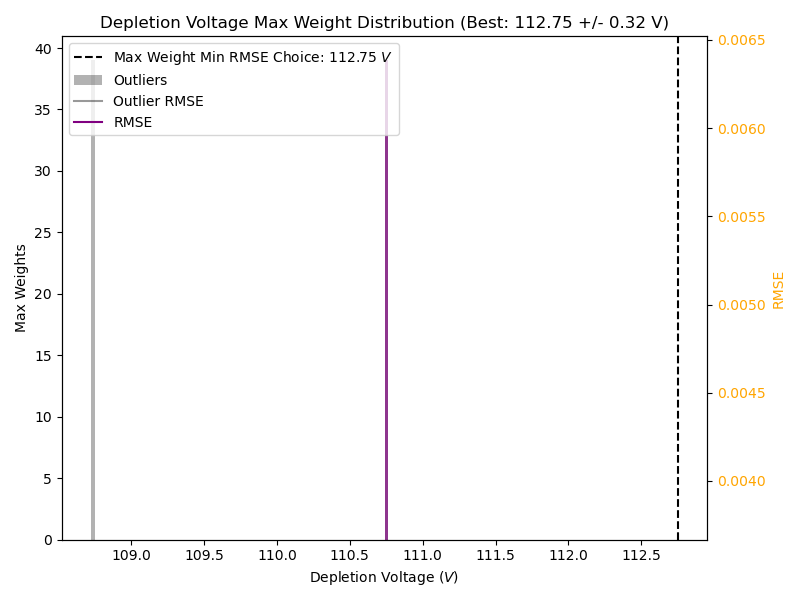 Depletion Voltage Max Weight Distribution (Best: 112.75 +/- 0.32 V)
Max Weight Min RMSE Choice: 112.75 V
Outliers
Outlier RMSE
RMSE
40
35
30
25
20
15
10
5
0
Max Weights
0.0065
0.0060
0.0055
0.0050
0.0045
0.0040
RMSE
109.0 109.5 110.0 110.5 111.0 111.5 112.0 112.5
Depletion Voltage (V)